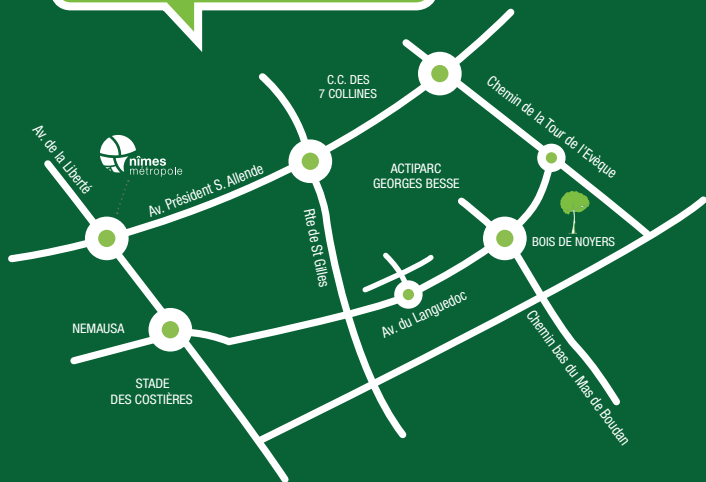 C.C. DES
7 COLLINES
Chemin de la Tour de l'Evèque
Av. de la Liberté
nîmes
métropole
Av. Président S. Allende
ACTIPARC
GEORGES BESSE
Rte de St Gilles
BOIS DE NOYERS
Av. du Languedoc
NEMAUSA
Chemin bas du Mas de Boudan
STADE
DES COSTIÈRES